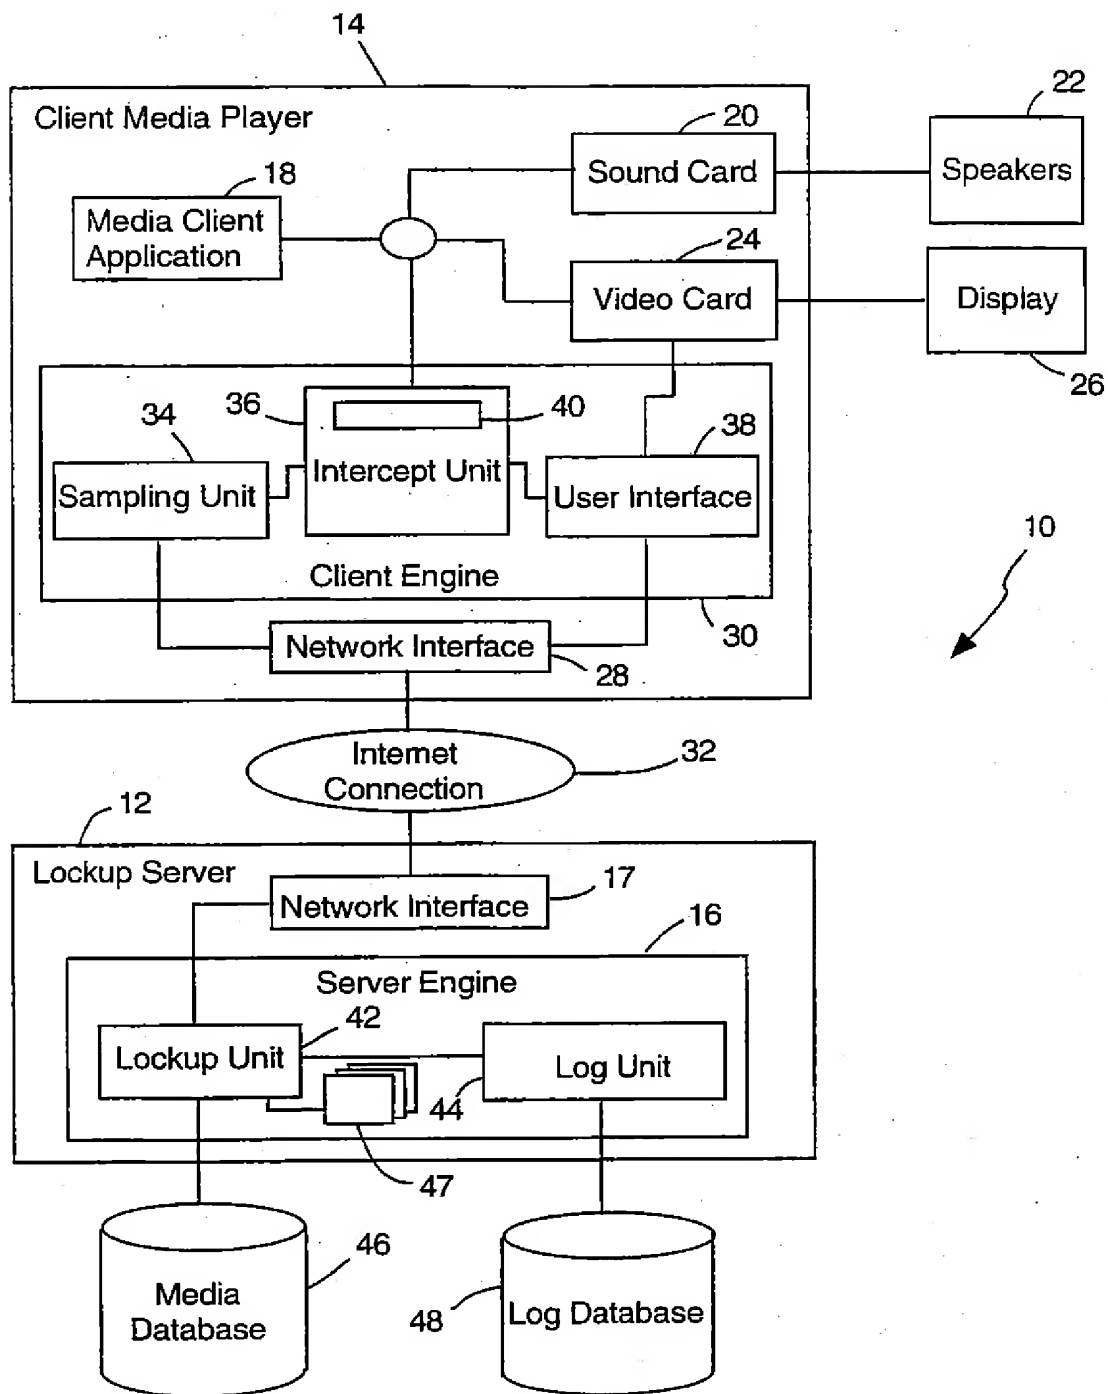 14
Client Media Player
20
22
Sound Card
Speakers
18
Media Client
Application
24
Video Card
Display
26
36
40
34
38
Intercept Unit
Sampling Unit
User Interface
10
Client Engine
30
Network Interface
28
Internet
Connection
32
12
Lockup Server
17
Network Interface
16
Server Engine
42
Lockup Unit
Log Unit
44
47
46
Media
Database
48
Log Database